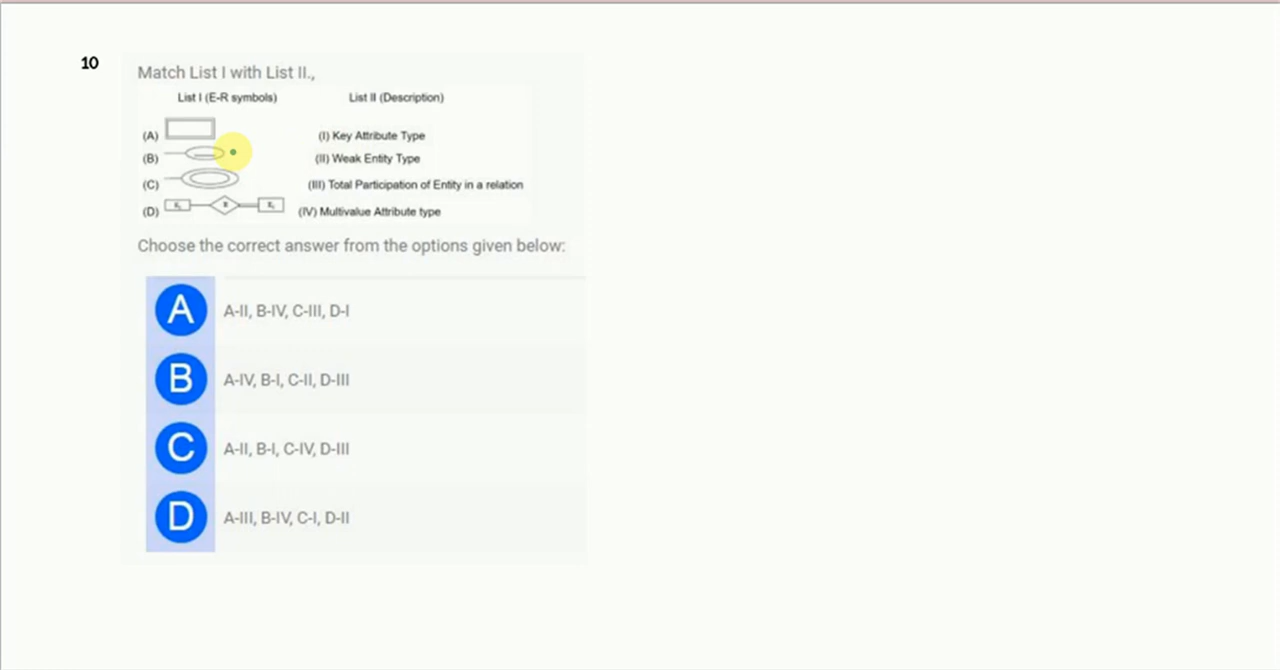 10
Match List I with List II.,
List I (E-R symbols) List II (Description)
(A) (I) Key Attribute Type
(B) (II) Weak Entity Type
(C) (III) Total Participation of Entity in a relation
(D) (IV) Multivalue Attribute type
Choose the correct answer from the options given below:
A A-II, B-IV, C-III, D-I
B A-IV, B-I, C-II, D-III
C A-II, B-I, C-IV, D-III
D A-III, B-IV, C-I, D-II